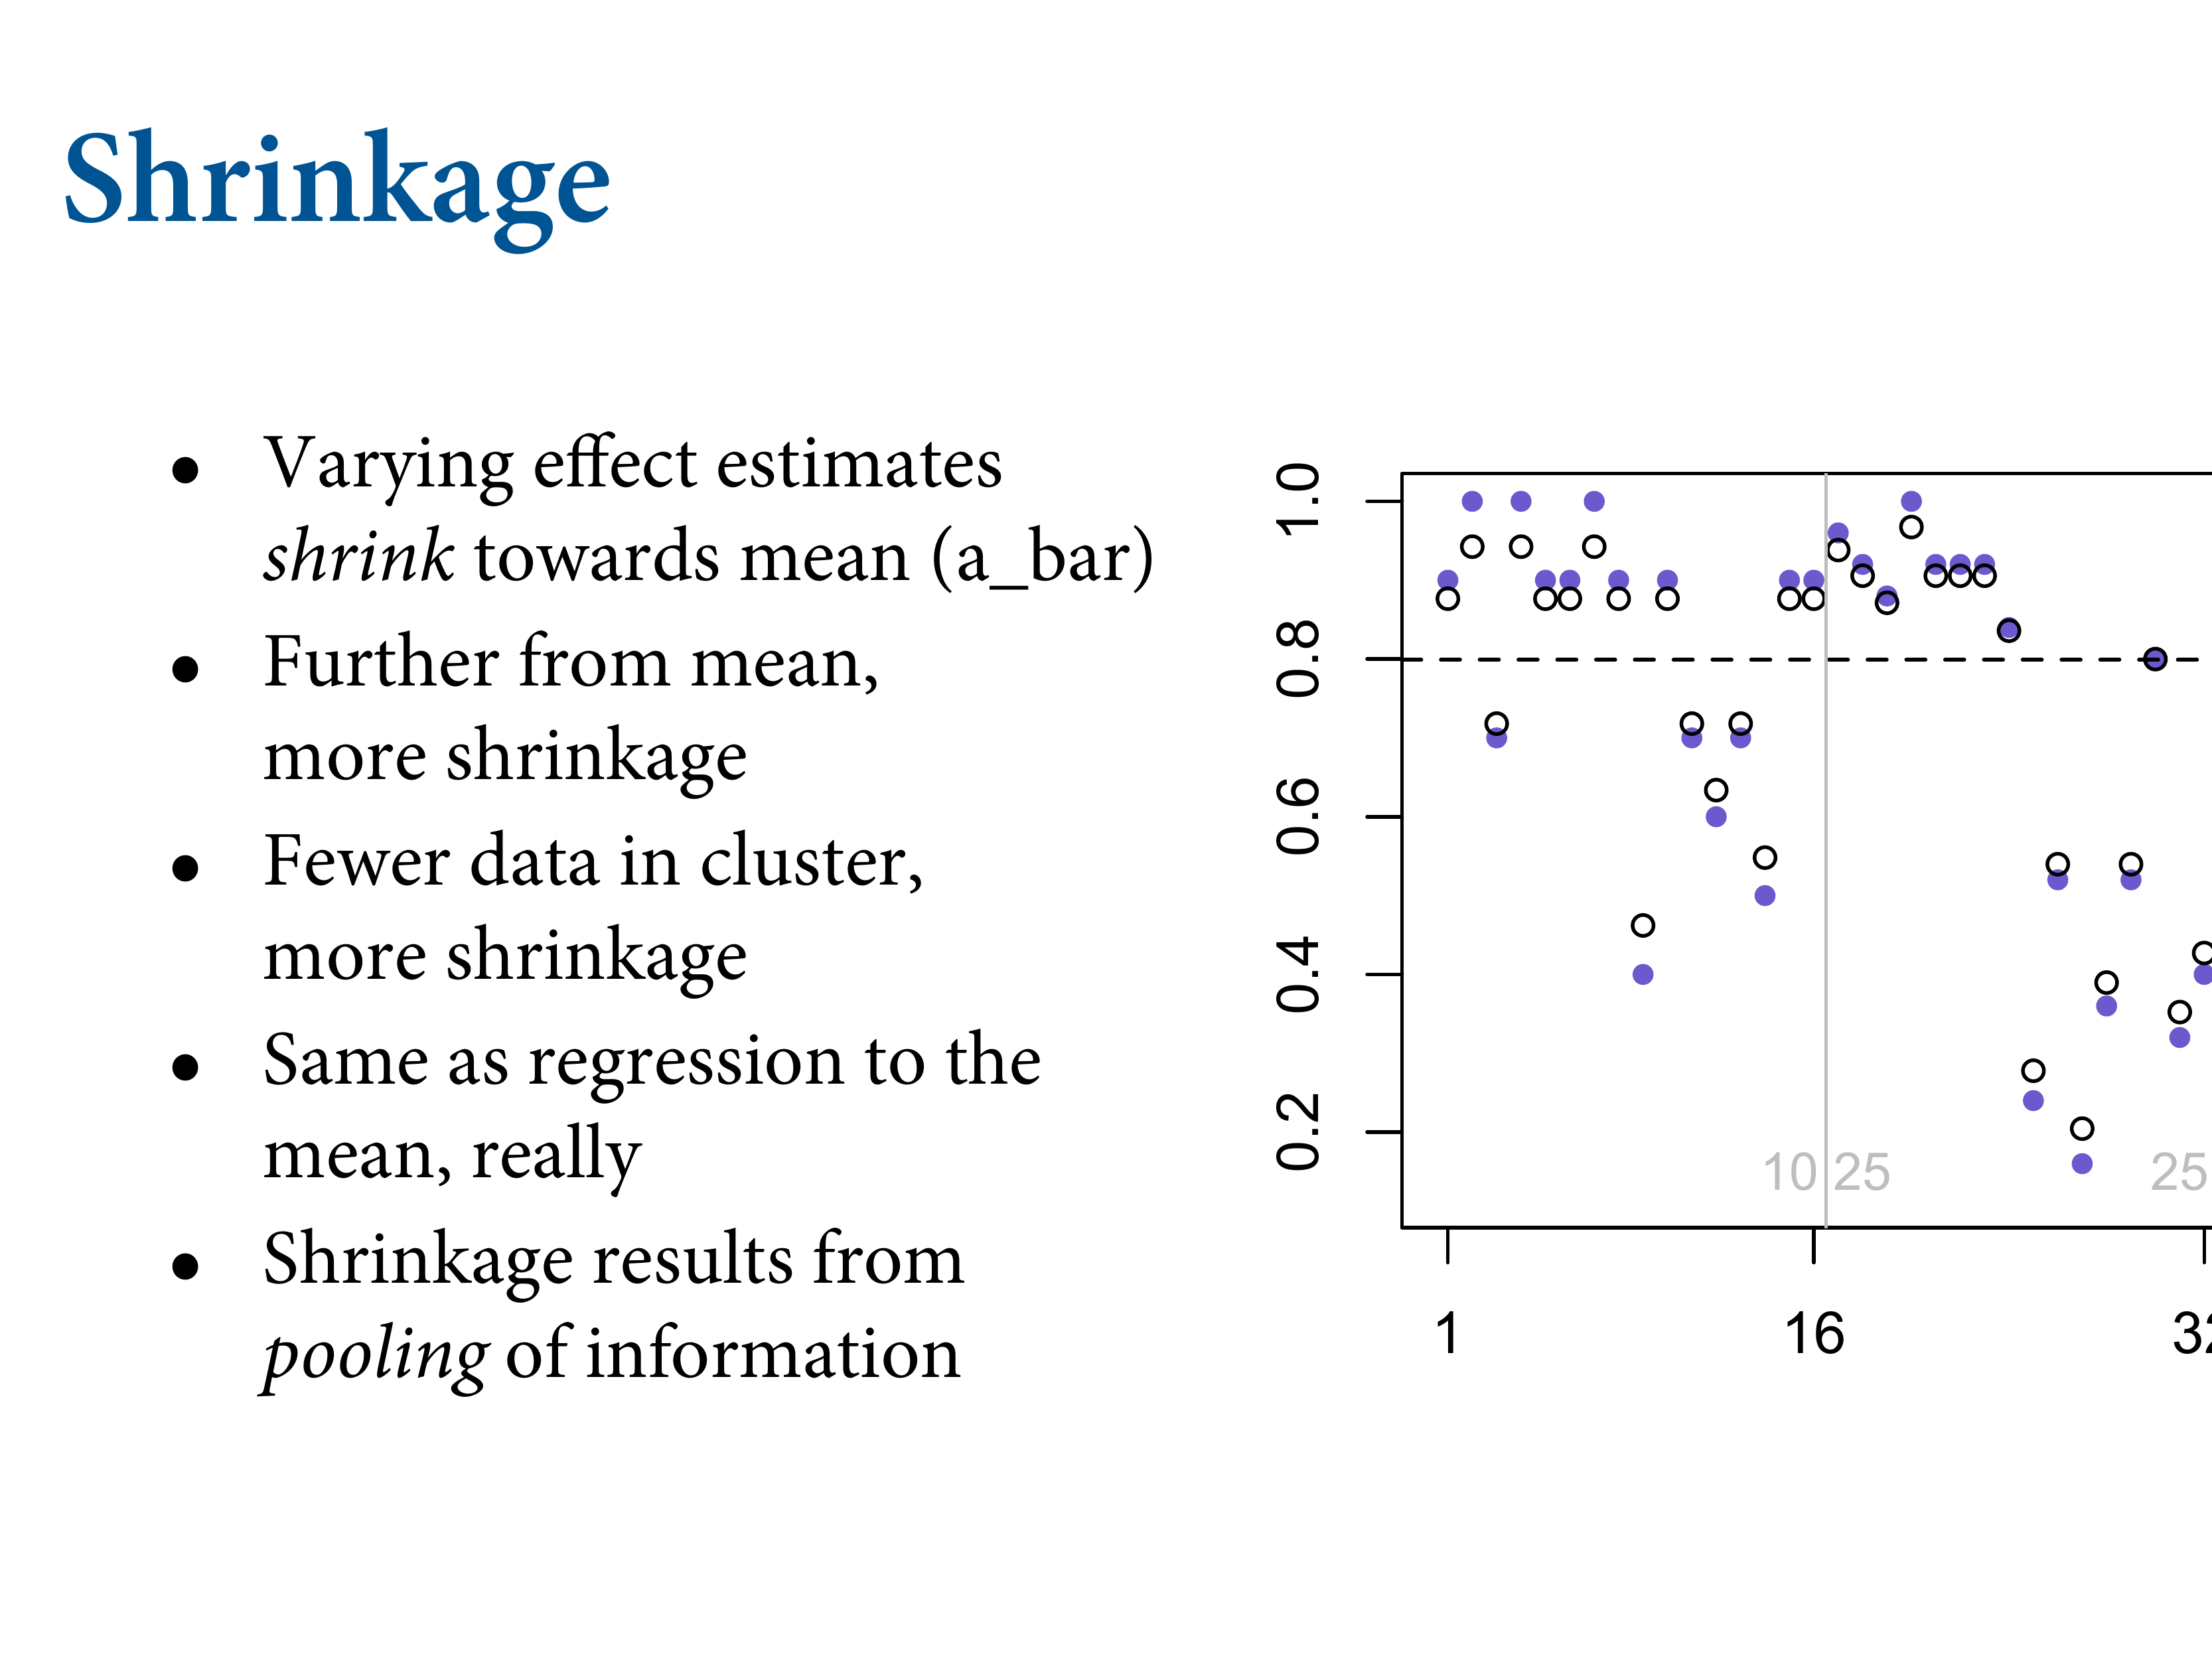 Shrinkage
• Varying effect estimates
shrink towards mean (a_bar)
• Further from mean,
more shrinkage
• Fewer data in cluster,
more shrinkage
• Same as regression to the
mean, really
• Shrinkage results from
pooling of information
1.0
0.8
0.6
0.4
0.2
10 25 25
1 16 32